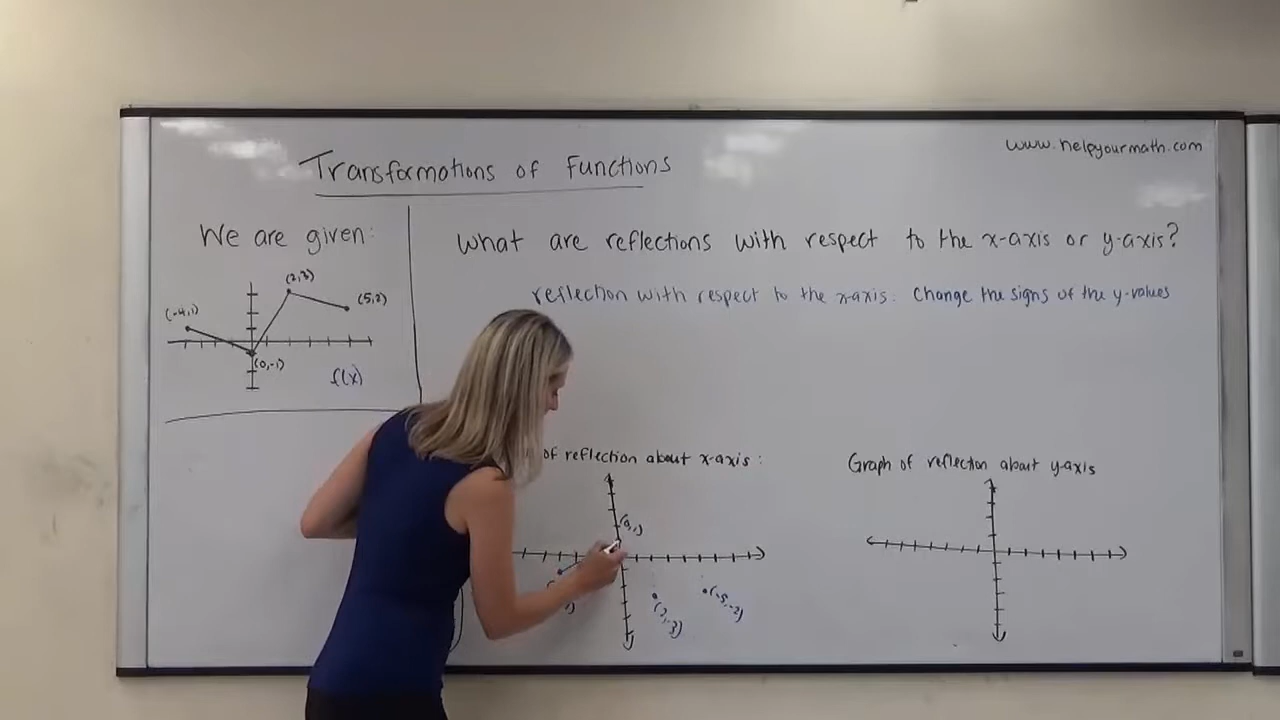 www.helpyourmath.com
Transformations of Functions
We are given:
What are reflections with respect to the x-axis or y-axis?
reflection with respect to the x-axis: Change the signs of the y-values
(-4,1)
(2,3)
(5,2)
(0,-1)
f(x)
of reflection about x-axis:
Graph of reflection about y-axis
(0,1)
(2,-3)
(5,-2)